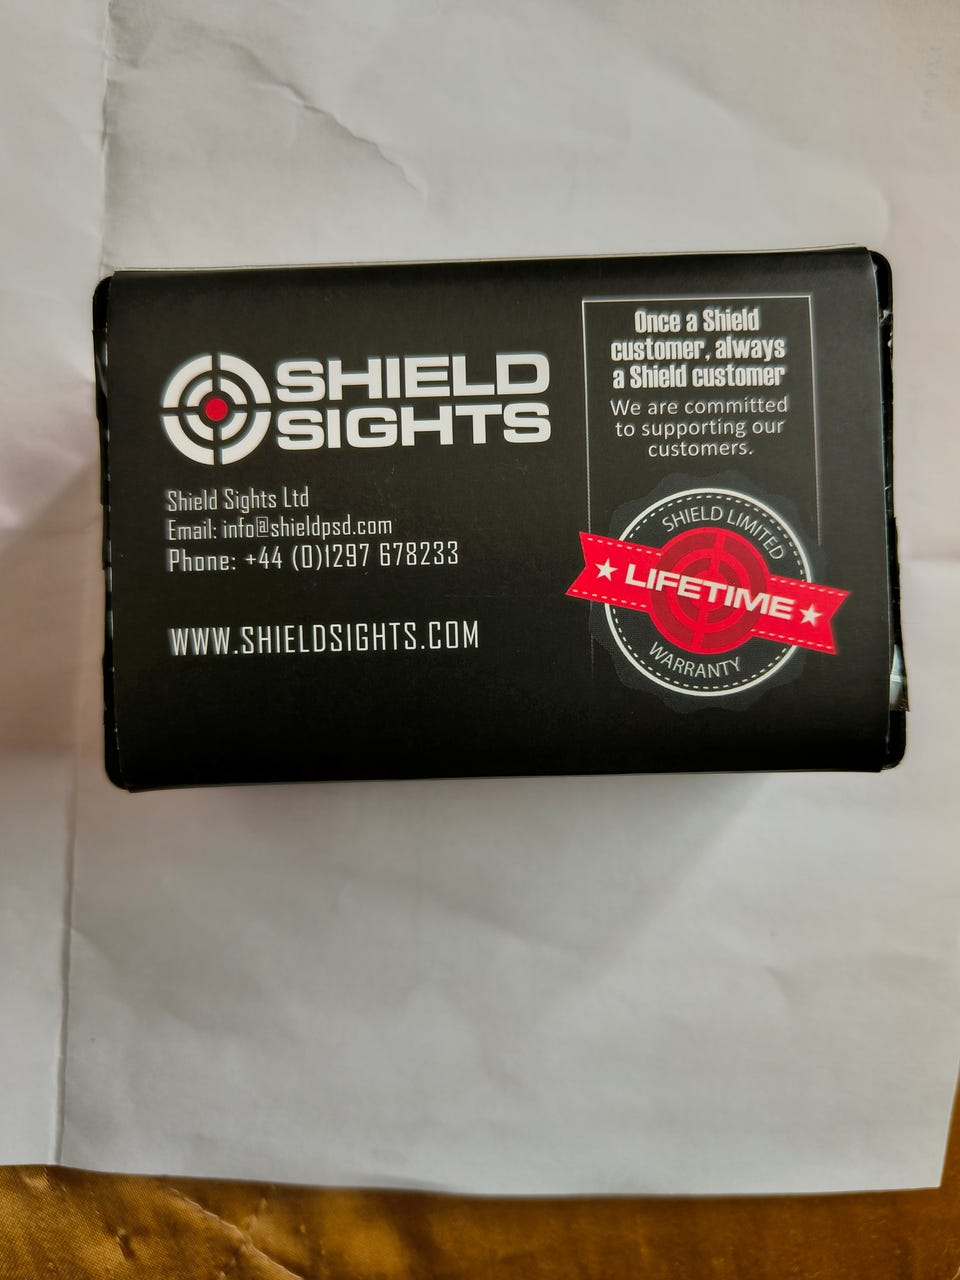 SHIELD
SIGHTS
Shield Sights Ltd
Email: info@shieldpsd.com
Phone: +44 (0)1297 678233
WWW.SHIELDSIGHTS.COM
Once a Shield
customer, always
a Shield customer
We are committed
to supporting our
customers.
SHIELD LIMITED
LIFETIME
WARRANTY